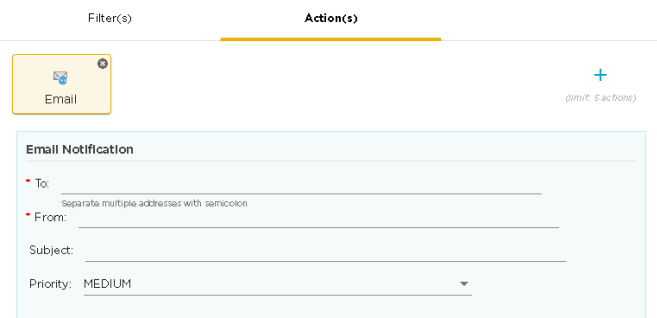 Filter(s) Action(s)
Email
(limit: 5 actions)
Email Notification
* To:
Separate multiple addresses with semicolon
* From:
Subject:
Priority: MEDIUM